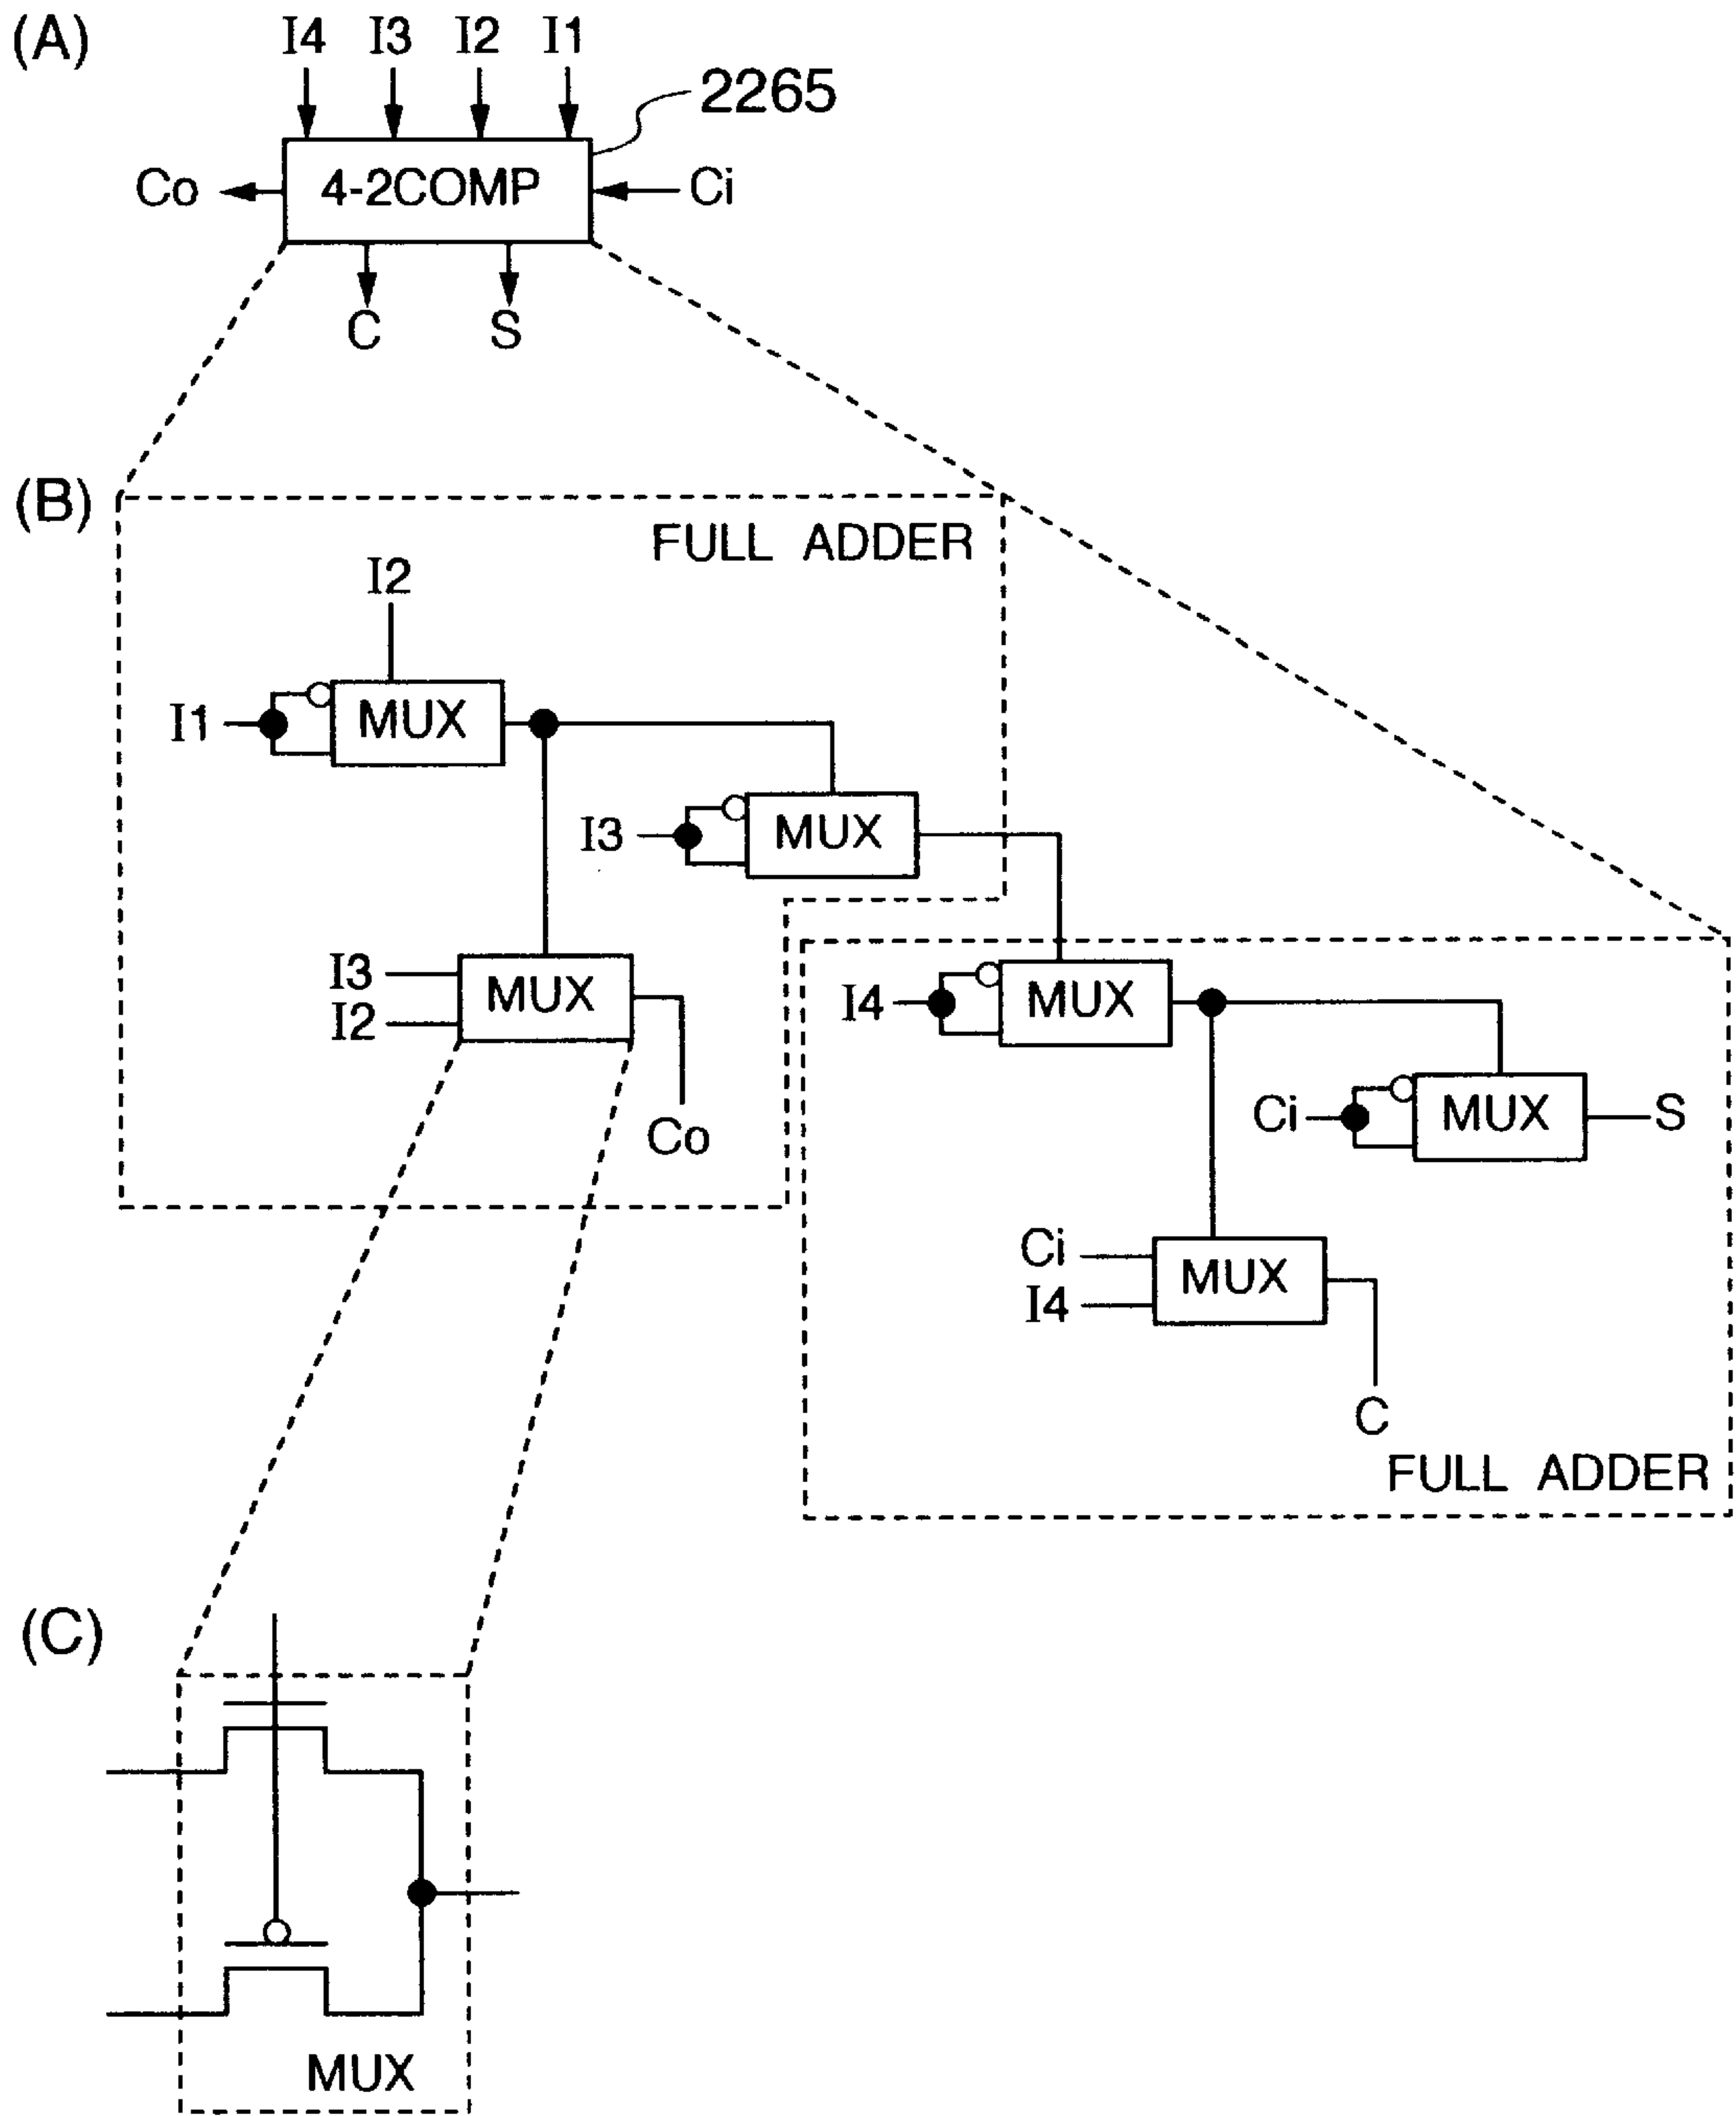 (A)
I4 I3 I2 I1
2265
Co 4-2COMP Ci
C S
(B)
FULL ADDER
I2
I1 MUX
I3 MUX
I3 MUX
I2
Co
I4 MUX
Ci MUX S
Ci MUX
I4
C
FULL ADDER
(C)
MUX